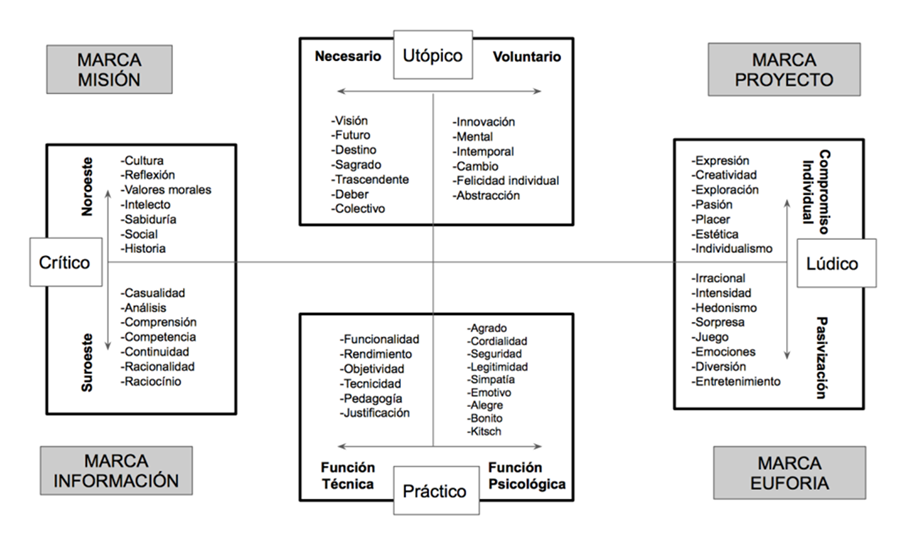 MARCA
MISIÓN
Necesario
Utópico
Voluntario
MARCA
PROYECTO
-Visión
-Futuro
-Destino
-Sagrado
-Trascendente
-Deber
-Colectivo
-Innovación
-Mental
-Intemporal
-Cambio
-Felicidad individual
-Abstracción
Noroeste
-Cultura
-Reflexión
-Valores morales
-Intelecto
-Sabiduría
-Social
-Historia
Crítico
Suroeste
-Casualidad
-Análisis
-Comprensión
-Competencia
-Continuidad
-Racionalidad
-Raciocínio
-Expresión
-Creatividad
-Exploración
-Pasión
-Placer
-Estética
-Individualismo
Compromiso
Individual
Lúdico
-Irracional
-Intensidad
-Hedonismo
-Sorpresa
-Juego
-Emociones
-Diversión
-Entretenimiento
Pasivización
-Funcionalidad
-Rendimiento
-Objetividad
-Tecnicidad
-Pedagogía
-Justificación
-Agrado
-Cordialidad
-Seguridad
-Legitimidad
-Simpatía
-Emotivo
-Alegre
-Bonito
-Kitsch
MARCA
INFORMACIÓN
Función
Técnica
Práctico
Función
Psicológica
MARCA
EUFORIA